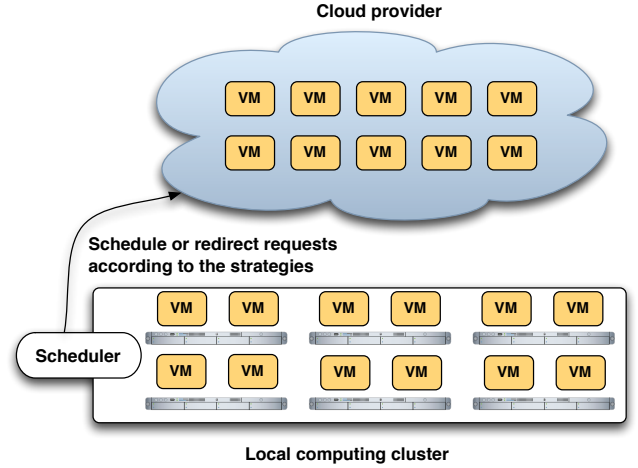 Cloud provider
VM VM VM VM VM
VM VM VM VM VM
Schedule or redirect requests
according to the strategies
VM VM VM VM VM VM
Scheduler
VM VM VM VM VM VM
Local computing cluster